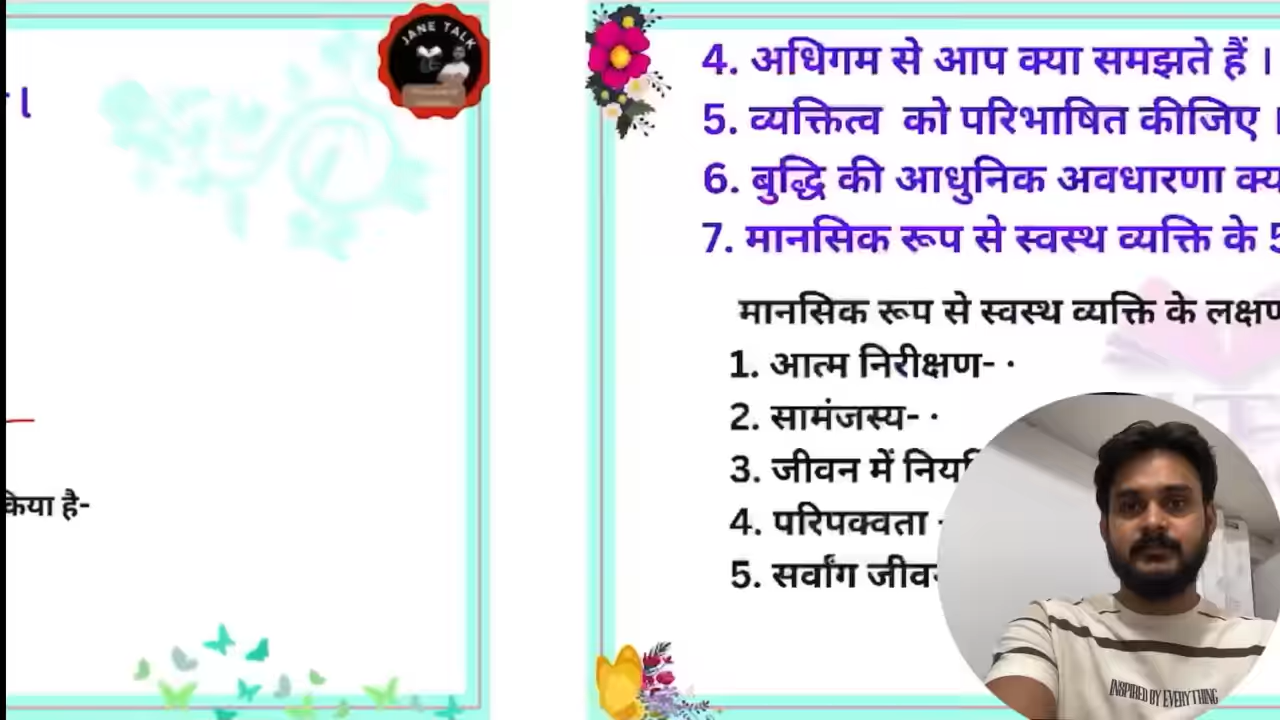 JANE TALK
किया है-
4. अधिगम से आप क्या समझते हैं ।
5. व्यक्तित्व को परिभाषित कीजिए ।
6. बुद्धि की आधुनिक अवधारणा
7. मानसिक रूप से स्वस्थ व्यक्ति के 5
मानसिक रूप से स्वस्थ व्यक्ति के
1. आत्म निरीक्षण- ·
2. सामंजस्य- ·
3. जीवन में
4. परिपक्वता -
5. सर्वांग
INSPIRED BY EVERYTHING